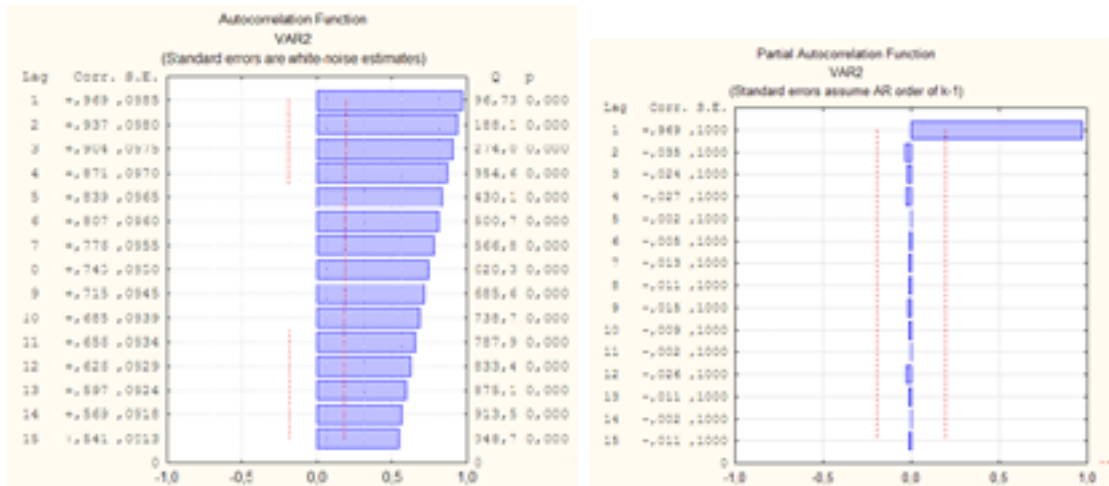 Autocorrelation Function
VAR2
(Standard errors are white-noise estimates)
Lag Corr. S.E. Q p
1 +,969 ,0985 96,73 0,000
2 +,937 ,0980 188,1 0,000
3 +,904 ,0975 274,0 0,000
4 +,871 ,0970 354,6 0,000
5 +,839 ,0965 430,1 0,000
6 +,807 ,0960 500,7 0,000
7 +,776 ,0955 566,8 0,000
8 ,0950 0,000
9 +,715 ,0945 685,6 0,000
10 +,685 ,0939 738,7 0,000
11 +,656 ,0934 787,9 0,000
12 +,626 ,0929 833,4 0,000
13 +,597 ,0924 875,1 0,000
14 +,569 ,0918 913,5 0,000
15 +,541 ,0913 948,7 0,000
0 0
-1,0 -0,5 0,0 0,5 1,0
Partial Autocorrelation Function
VAR2
(Standard errors assume AR order of k-1)
Lag Corr. S.E.
1 +,969 ,1000
2 ,1000
3 -,024 ,1000
4 -,027 ,1000
5 -,002 ,1000
6 ,1000
7 -,013 ,1000
8 -,011 ,1000
9 -,015 ,1000
10 -,009 ,1000
11 -,002 ,1000
12 -,026 ,1000
13 -,011 ,1000
14 -,002 ,1000
15 -,011 ,1000
0 0
-1,0 -0,5 0,0 0,5 1,0